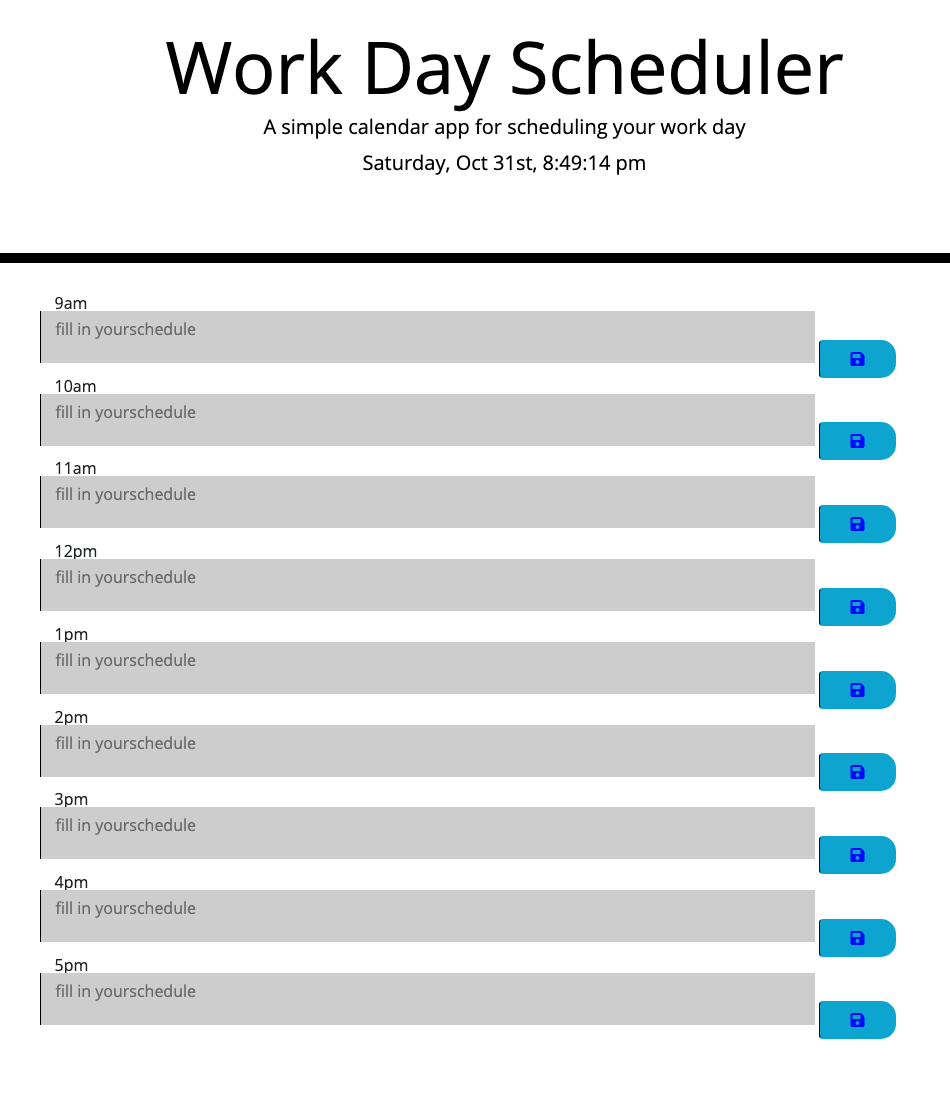 Work Day Scheduler
A simple calendar app for scheduling your work day
Saturday, Oct 31st, 8:49:14 pm
9am
fill in yourschedule
10am
fill in yourschedule
11am
fill in yourschedule
12pm
fill in yourschedule
1pm
fill in yourschedule
2pm
fill in yourschedule
3pm
fill in yourschedule
4pm
fill in yourschedule
5pm
fill in yourschedule